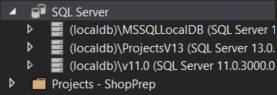 SQL Server
(localdb)\MSSQLLocalDB (SQL Server 1
(localdb)\ProjectsV13 (SQL Server 13.0.
(localdb)\v11.0 (SQL Server 11.0.3000.0
Projects - ShopPrep